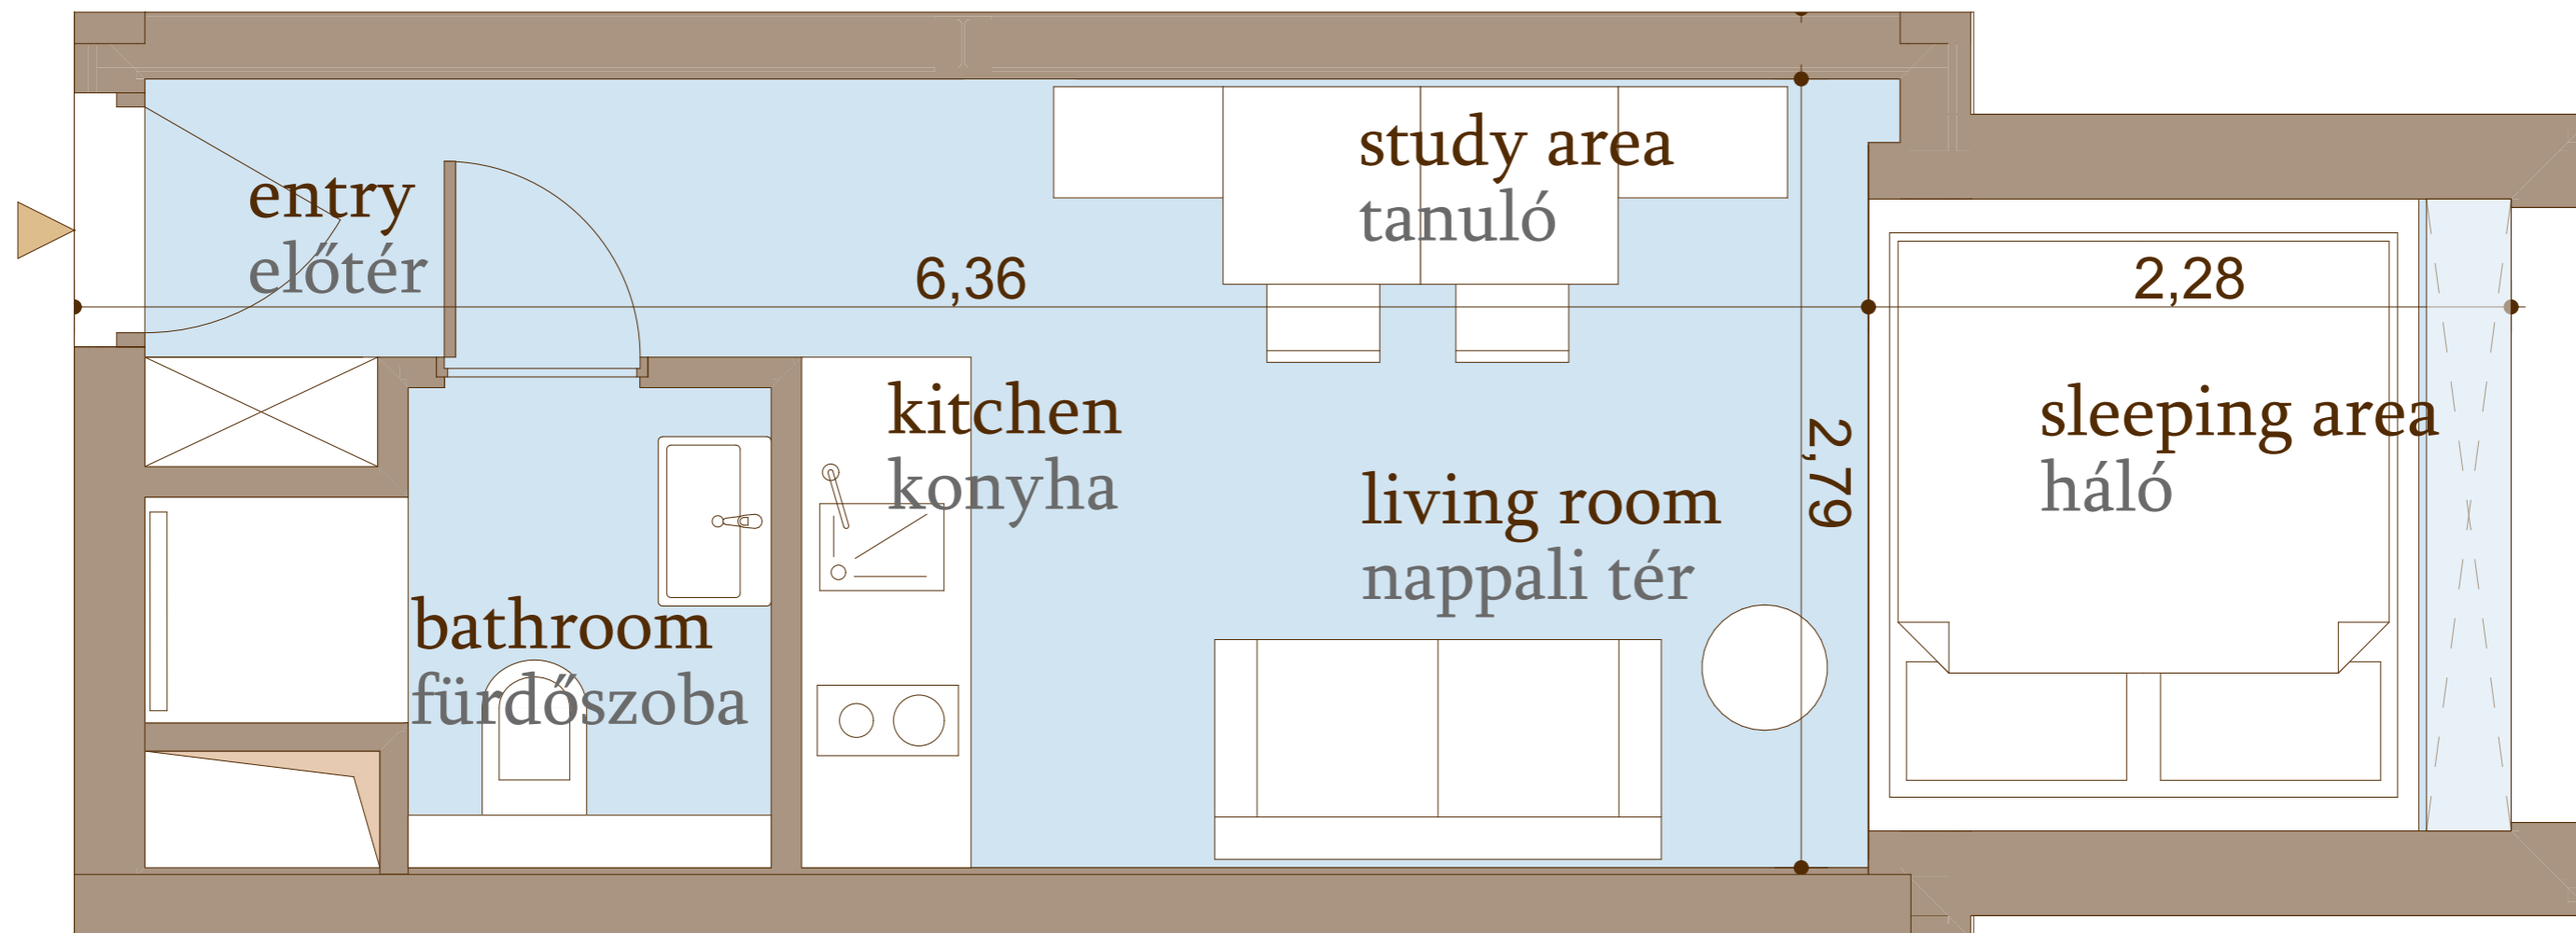 entry
előtér
6,36
study area
tanuló
2,28
kitchen
konyha
living room
nappali tér
2,79
sleeping area
háló
bathroom
fürdőszoba